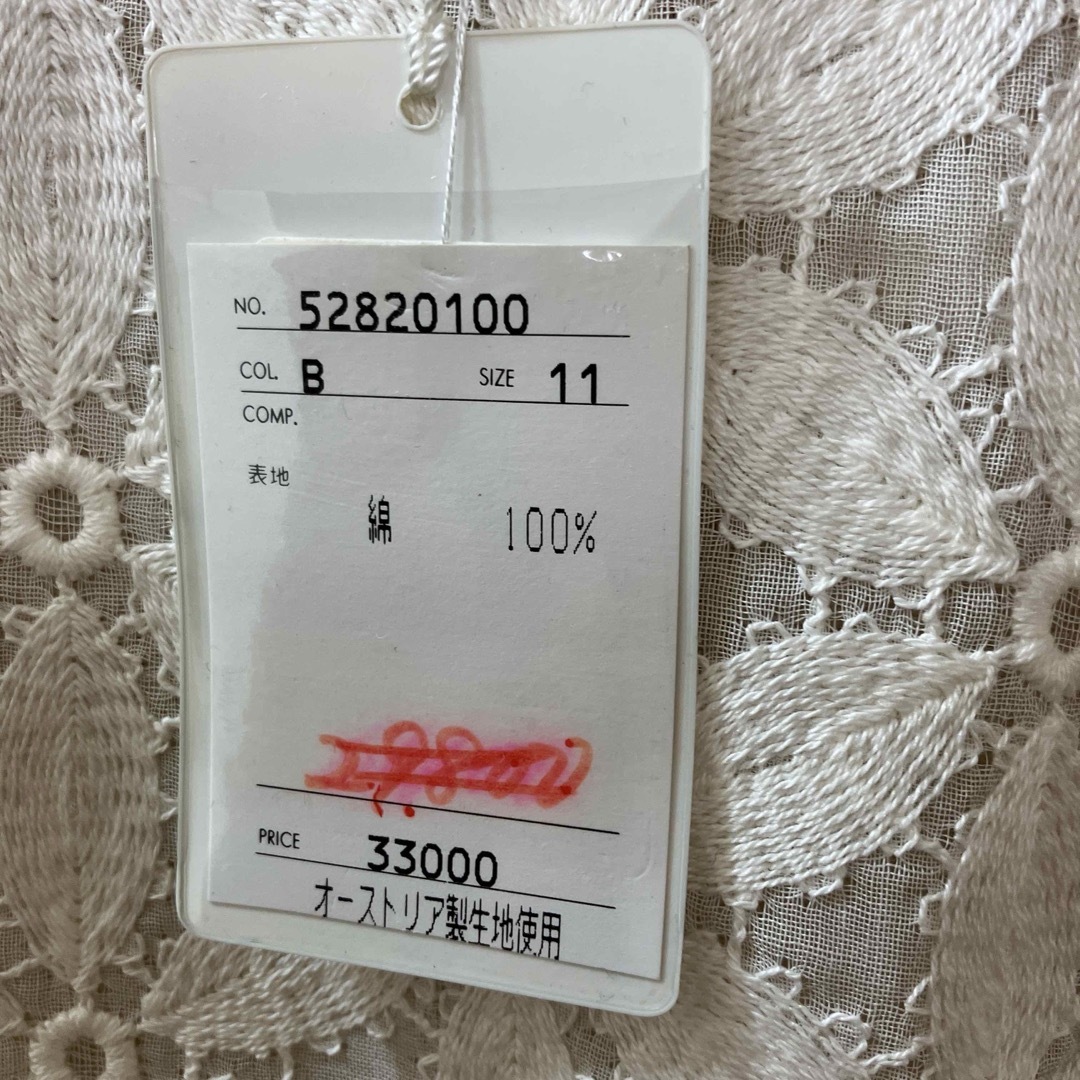 NO. 52820100
COL. B SIZE 11
COMP.
表地
綿 100%
PRICE 33000
オーストリア製生地使用